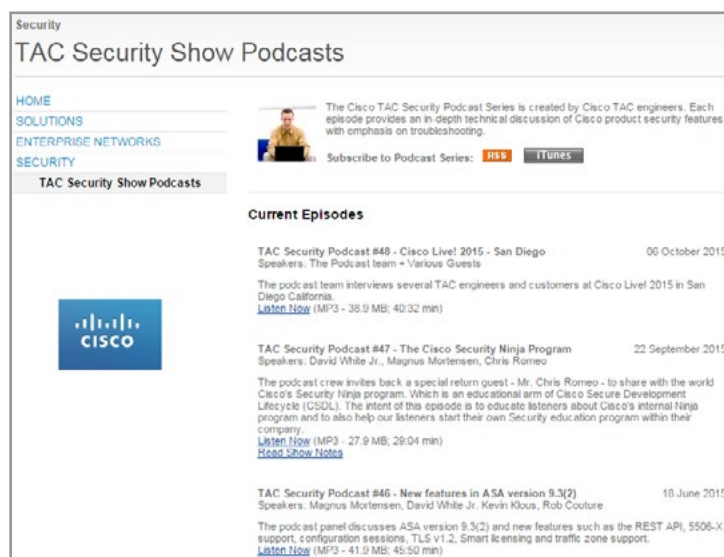 Security
TAC Security Show Podcasts
HOME
SOLUTIONS
ENTERPRISE NETWORKS
SECURITY
TAC Security Show Podcasts
CISCO
The Cisco TAC Security Podcast Series is created by Cisco TAC engineers. Each
episode provides an in-depth technical discussion of Cisco product security features
with emphasis on troubleshooting.
Subscribe to Podcast Series: RSS iTunes
Current Episodes
TAC Security Podcast #48 - Cisco Live! 2015 - San Diego 06 October 2015
Speakers: The Podcast team + Various Guests
The podcast team interviews several TAC engineers and customers at Cisco Live! 2015 in San
Diego California.
Listen Now (MP3 - 38.9 MB; 40:32 min)
TAC Security Podcast #47 - The Cisco Security Ninja Program 22 September 2015
Speakers: David White Jr., Magnus Mortensen, Chris Romeo
The podcast crew invites back a special return guest - Mr. Chris Romeo - to share with the world
Cisco's Security Ninja program. Which is an educational arm of Cisco Secure Development
Lifecycle (CSDL). The intent of this episode is to educate listeners about Cisco's internal Ninja
program and to also help our listeners start their own Security education program within their
company.
Listen Now (MP3 - 27.9 MB; 29:04 min)
Read Show Notes
TAC Security Podcast #46 - New features in ASA version 9.3(2) 18 June 2015
Speakers: Magnus Mortensen, David White Jr. Kevin Klous, Rob Couture
The podcast panel discusses ASA version 9.3(2) and new features such as the REST API, 5506-X
support, configuration sessions, TLS v1.2, Smart licensing and traffic zone support.
Listen Now (MP3 - 41.9 MB; 45:50 min)